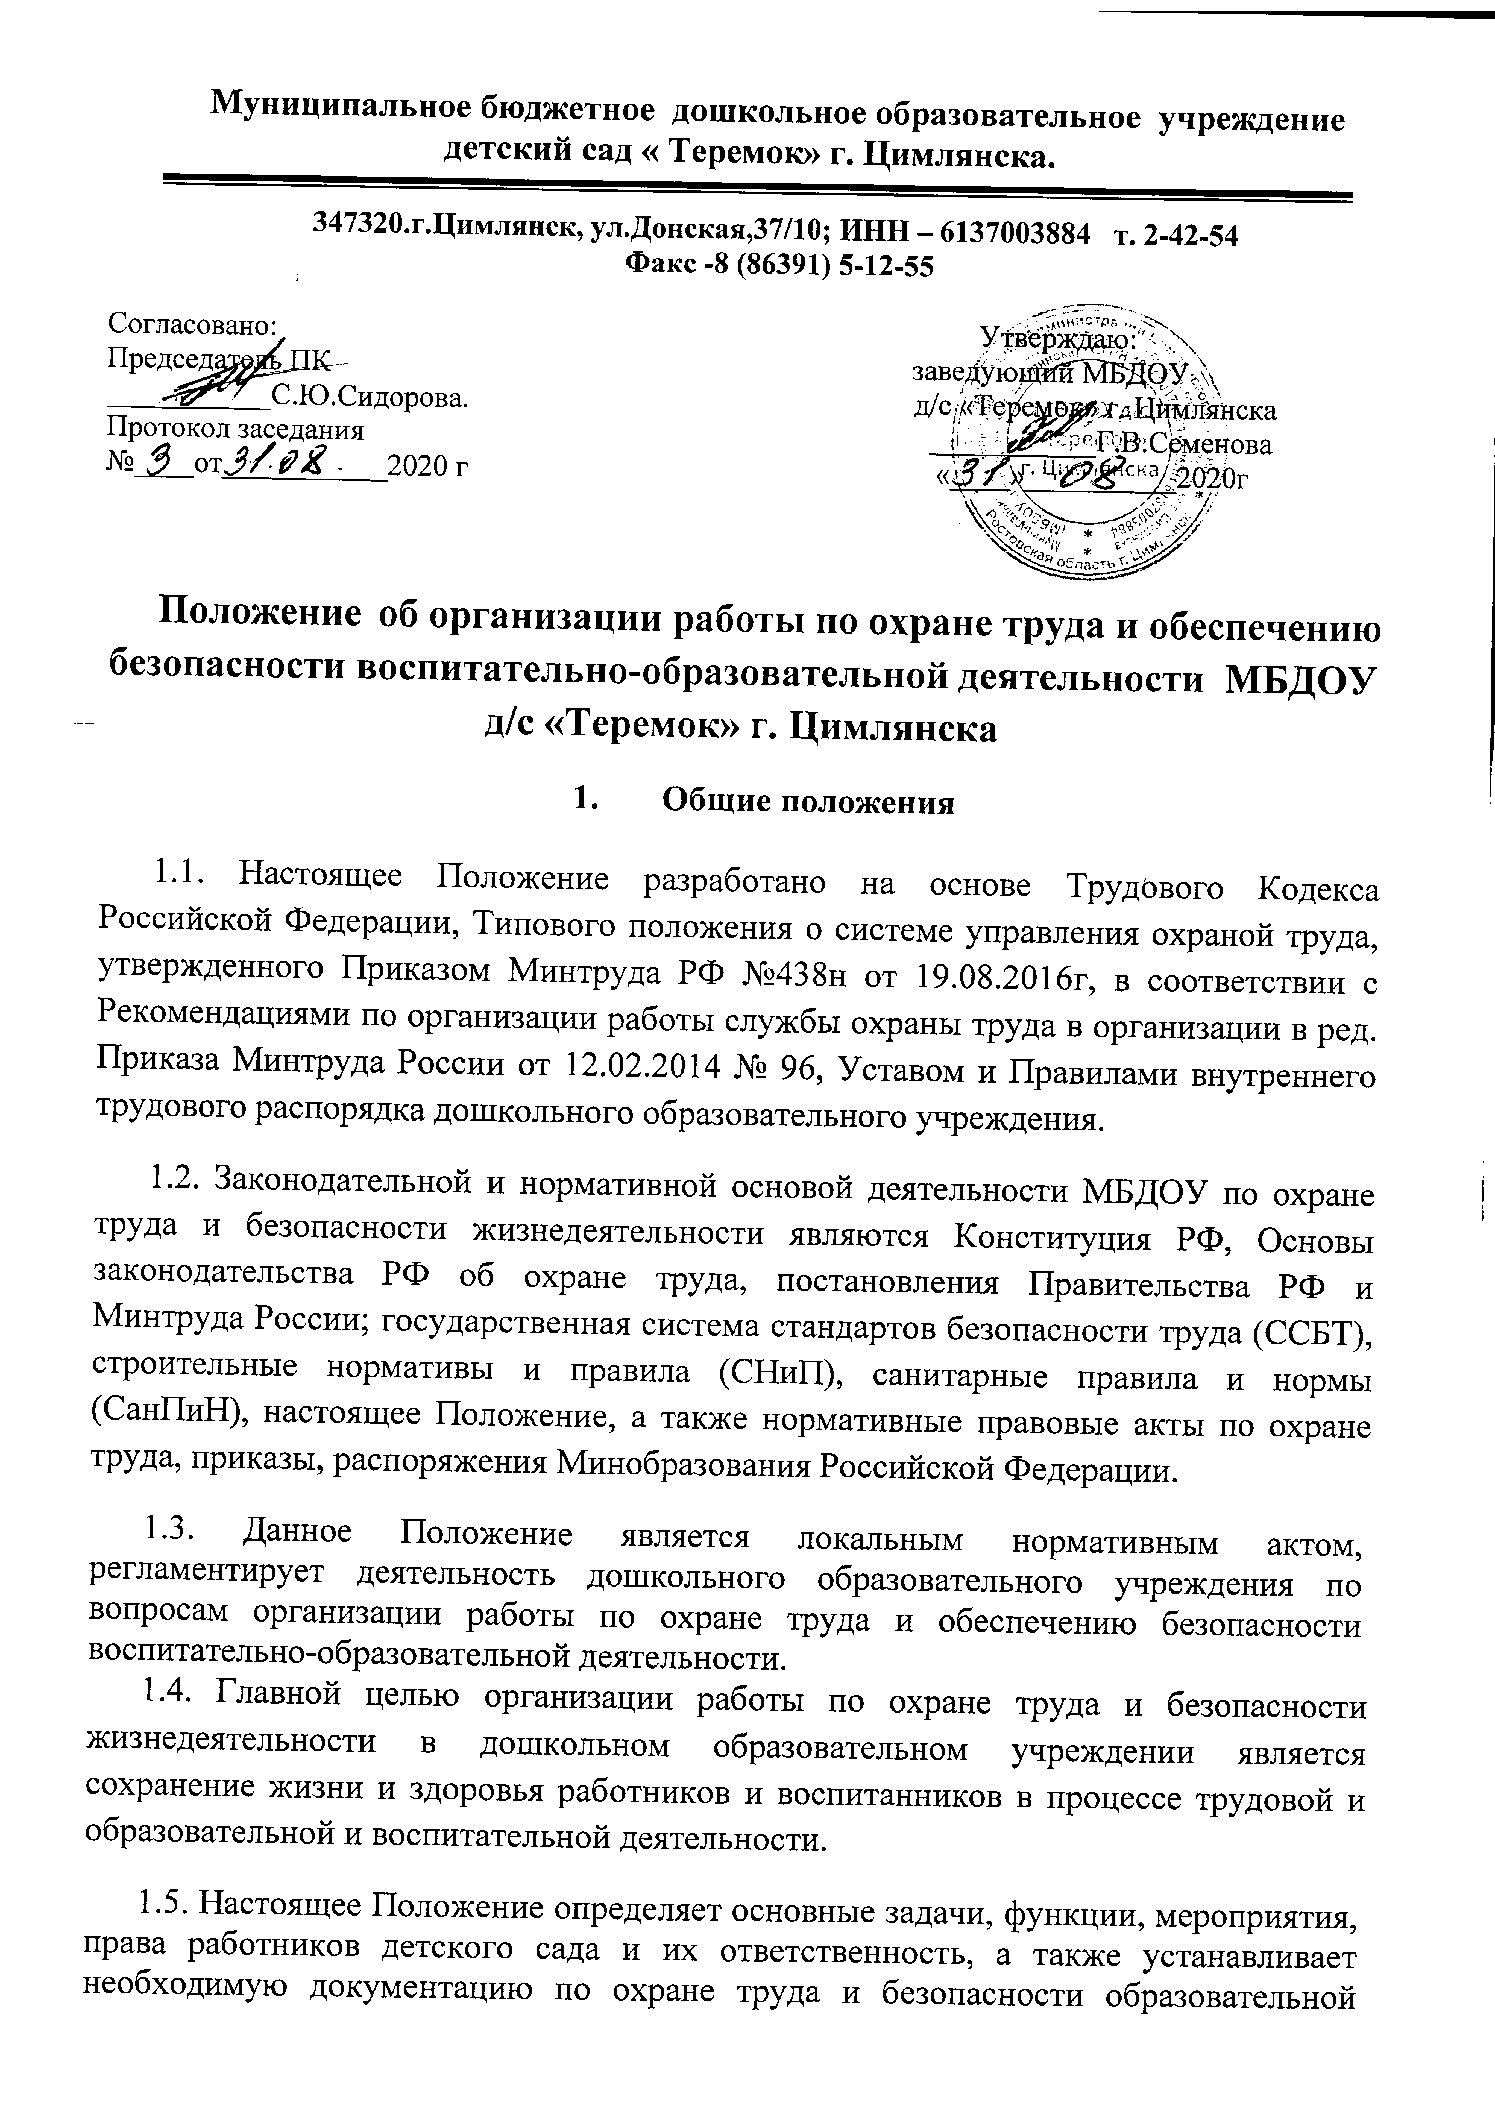 Муниципальное бюджетное дошкольное образовательное учреждение
детский сад « Теремок» г. Цимлянска.
347320.г.Цимлянск, ул.Донская,37/10; ИНН – 6137003884 т. 2-42-54
Факс -8 (86391) 5-12-55
Согласовано:
Председатель ПК
____________С.Ю.Сидорова.
Протокол заседания
№ 3 от 31.08. 2020 г
Утверждаю:
заведующий МБДОУ
д/с «Теремок» г. Цимлянска
____________Г.В.Семенова
«31» 08 2020г
Ростовская область г. Цимлянск
Положение об организации работы по охране труда и обеспечению
безопасности воспитательно-образовательной деятельности МБДОУ
д/с «Теремок» г. Цимлянска
1. Общие положения
1.1. Настоящее Положение разработано на основе Трудового Кодекса
Российской Федерации, Типового положения о системе управления охраной труда,
утвержденного Приказом Минтруда РФ №438н от 19.08.2016г, в соответствии с
Рекомендациями по организации работы службы охраны труда в организации в ред.
Приказа Минтруда России от 12.02.2014 № 96, Уставом и Правилами внутреннего
трудового распорядка дошкольного образовательного учреждения.
1.2. Законодательной и нормативной основой деятельности МБДОУ по охране
труда и безопасности жизнедеятельности являются Конституция РФ, Основы
законодательства РФ об охране труда, постановления Правительства РФ и
Минтруда России; государственная система стандартов безопасности труда (ССБТ),
строительные нормативы и правила (СНиП), санитарные правила и нормы
(СанПиН), настоящее Положение, а также нормативные правовые акты по охране
труда, приказы, распоряжения Минобразования Российской Федерации.
1.3. Данное Положение является локальным нормативным актом,
регламентирует деятельность дошкольного образовательного учреждения по
вопросам организации работы по охране труда и обеспечению безопасности
воспитательно-образовательной деятельности.
1.4. Главной целью организации работы по охране труда и безопасности
жизнедеятельности в дошкольном образовательном учреждении является
сохранение жизни и здоровья работников и воспитанников в процессе трудовой и
образовательной и воспитательной деятельности.
1.5. Настоящее Положение определяет основные задачи, функции, мероприятия,
права работников детского сада и их ответственность, а также устанавливает
необходимую документацию по охране труда и безопасности образовательной